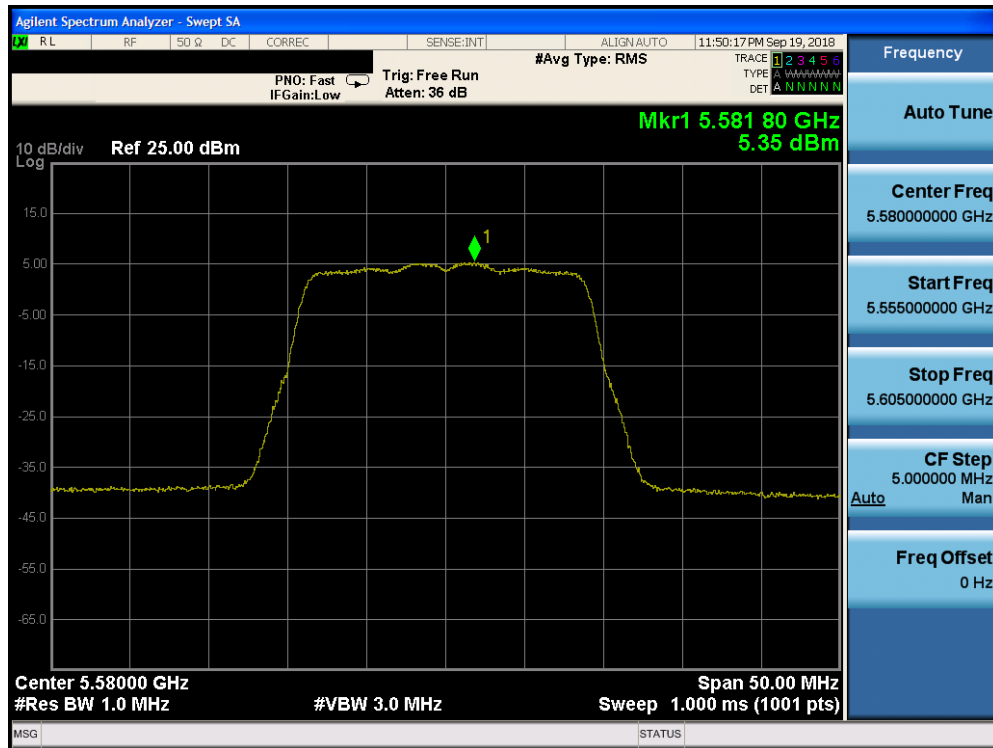 Agilent Spectrum Analyzer - Swept SA
LXI RL RF 50 Ω DC CORREC SENSE:INT ALIGN AUTO 11:50:17 PM Sep 19, 2018
#Avg Type: RMS TRACE 1 2 3 4 5 6
PNO: Fast Trig: Free Run TYPE A WWWWW
IFGain:Low Atten: 36 dB DET A N N N N N
Mkr1 5.581 80 GHz
5.35 dBm
10 dB/div Ref 25.00 dBm
Log
15.0
1
5.00
-5.00
-15.0
-25.0
-35.0
-45.0
-55.0
-65.0
Center 5.58000 GHz Span 50.00 MHz
#Res BW 1.0 MHz #VBW 3.0 MHz Sweep 1.000 ms (1001 pts)
MSG STATUS
Frequency
Auto Tune
Center Freq
5.580000000 GHz
Start Freq
5.555000000 GHz
Stop Freq
5.605000000 GHz
CF Step
5.000000 MHz
Auto Man
Freq Offset
0 Hz